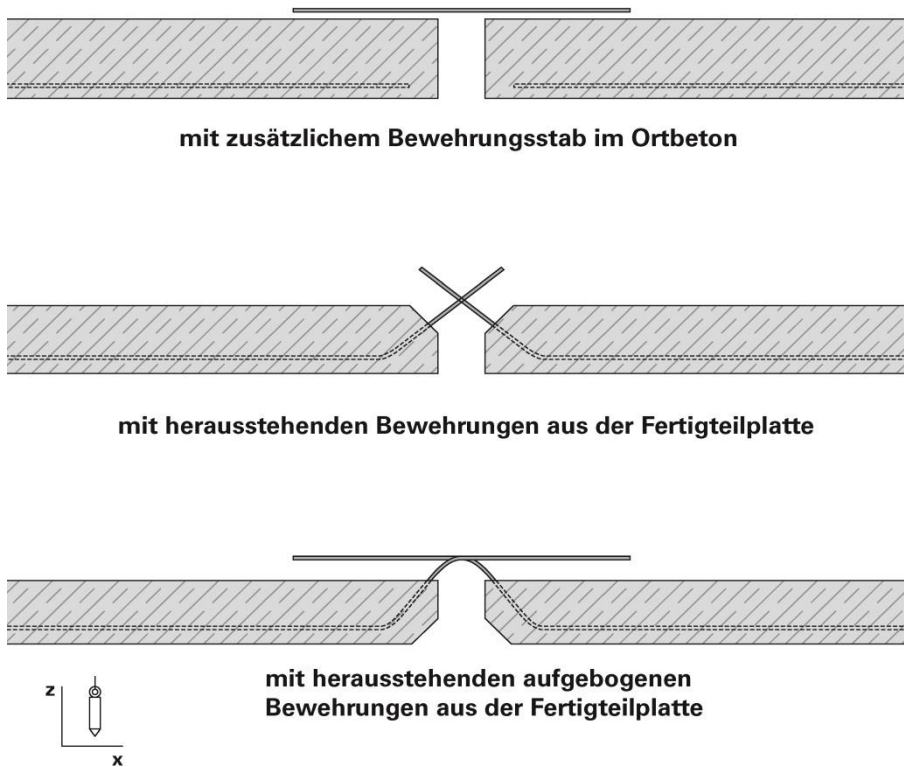 mit zusätzlichem Bewehrungsstab im Ortbeton
mit herausstehenden Bewehrungen aus der Fertigteilplatte
mit herausstehenden aufgebogenen
Bewehrungen aus der Fertigteilplatte
z
x